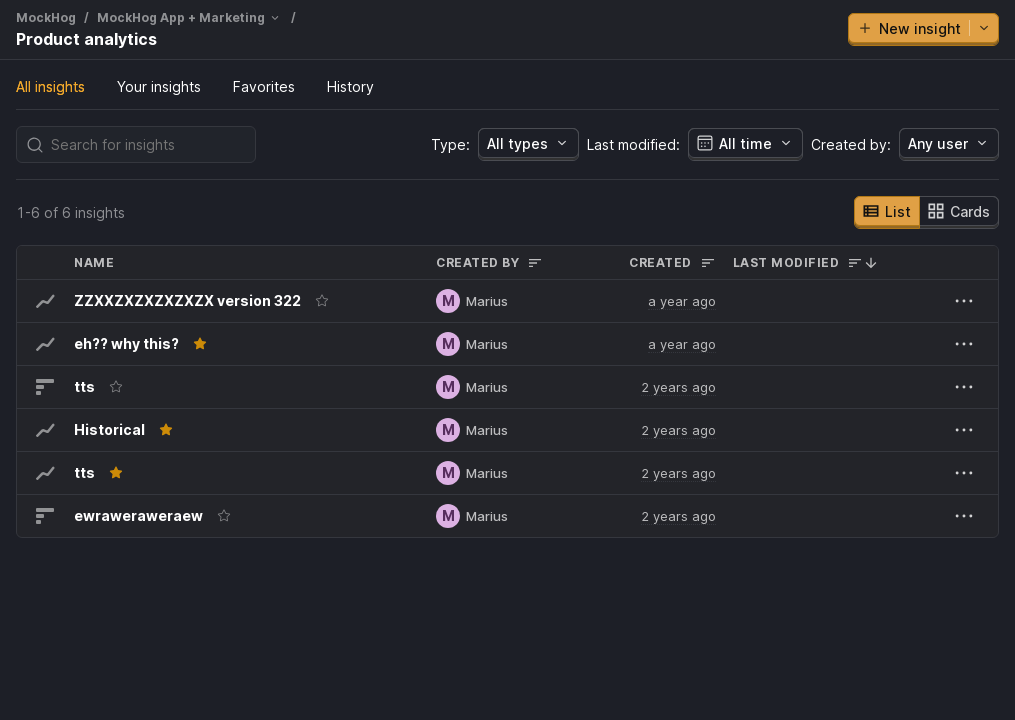 MockHog / MockHog App + Marketing /
Product analytics
New insight
All insights Your insights Favorites History
Search for insights Type: All types Last modified: All time Created by: Any user
1-6 of 6 insights List Cards
NAME CREATED BY CREATED LAST MODIFIED
ZZXXZXZXZXZXZX version 322 M Marius a year ago
eh?? why this? M Marius a year ago
tts M Marius 2 years ago
Historical M Marius 2 years ago
tts M Marius 2 years ago
ewraweraweraew M Marius 2 years ago